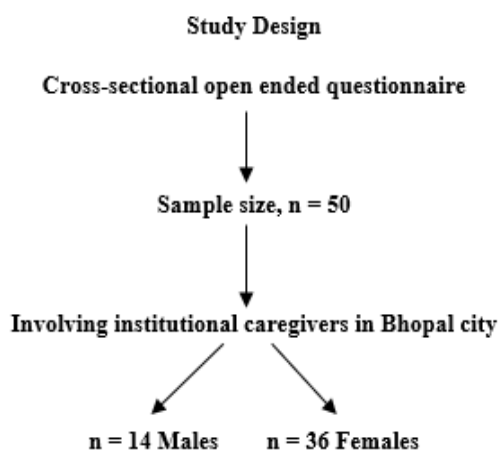 Study Design
Cross-sectional open ended questionnaire
Sample size, n = 50
Involving institutional caregivers in Bhopal city
n = 14 Males
n = 36 Females